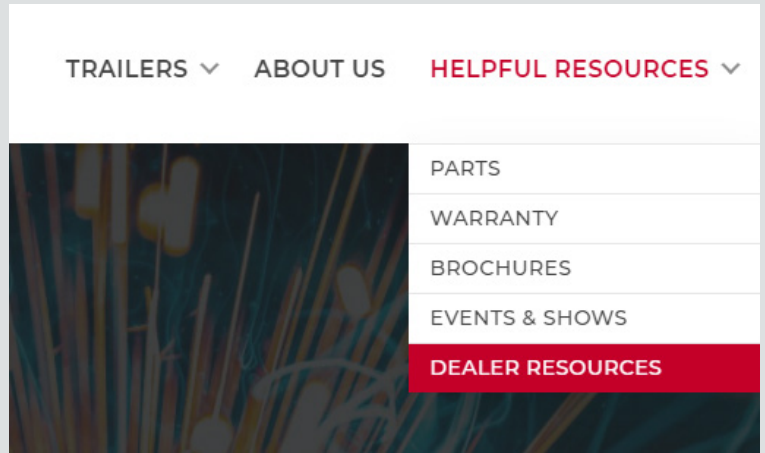 TRAILERS ABOUT US HELPFUL RESOURCES
PARTS
WARRANTY
BROCHURES
EVENTS & SHOWS
DEALER RESOURCES